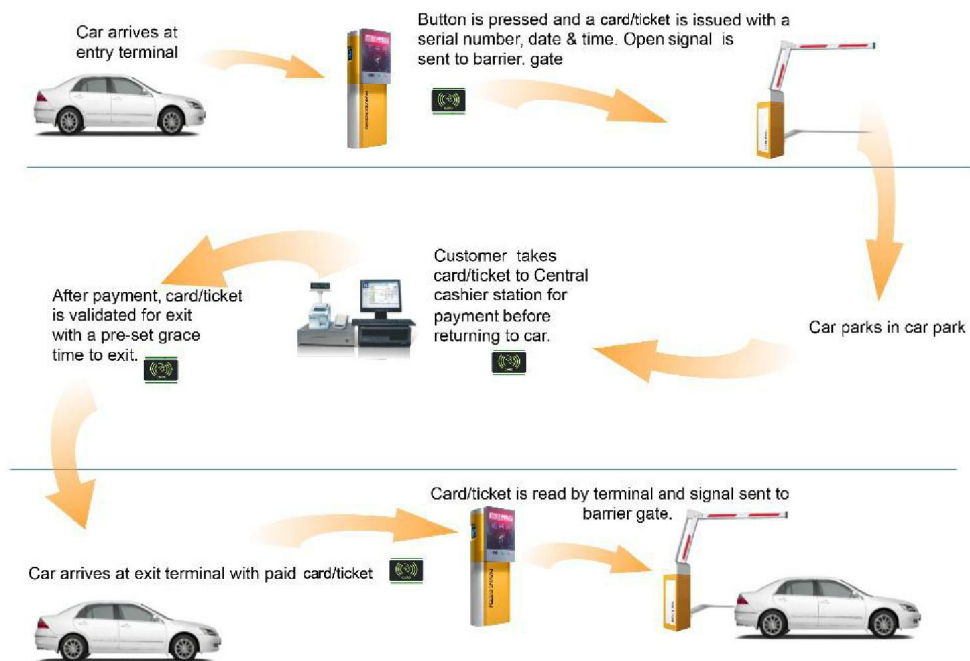 Car arrives at
entry terminal
Button is pressed and a card/ticket is issued with a
serial number, date & time. Open signal is
sent to barrier. gate
Car parks in car park
Customer takes
card/ticket to Central
cashier station for
payment before
returning to car.
After payment, card/ticket
is validated for exit
with a pre-set grace
time to exit.
Car arrives at exit terminal with paid card/ticket
Card/ticket is read by terminal and signal sent to
barrier gate.